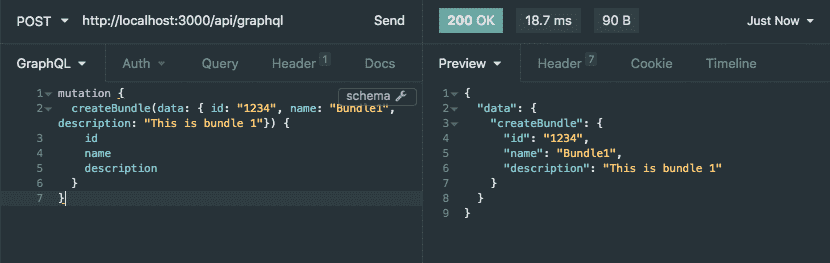 POST http://localhost:3000/api/graphql Send 200 OK 18.7 ms 90 B Just Now
GraphQL Auth Query Header 1 Docs Preview Header 7 Cookie Timeline
schema
1 mutation {
2 createBundle(data: { id: "1234", name: "Bundle1",
description: "This is bundle 1"}) {
3 id
4 name
5 description
6 }
7 }
1 {
2 "data": {
3 "createBundle": {
4 "id": "1234",
5 "name": "Bundle1",
6 "description": "This is bundle 1"
7 }
8 }
9 }